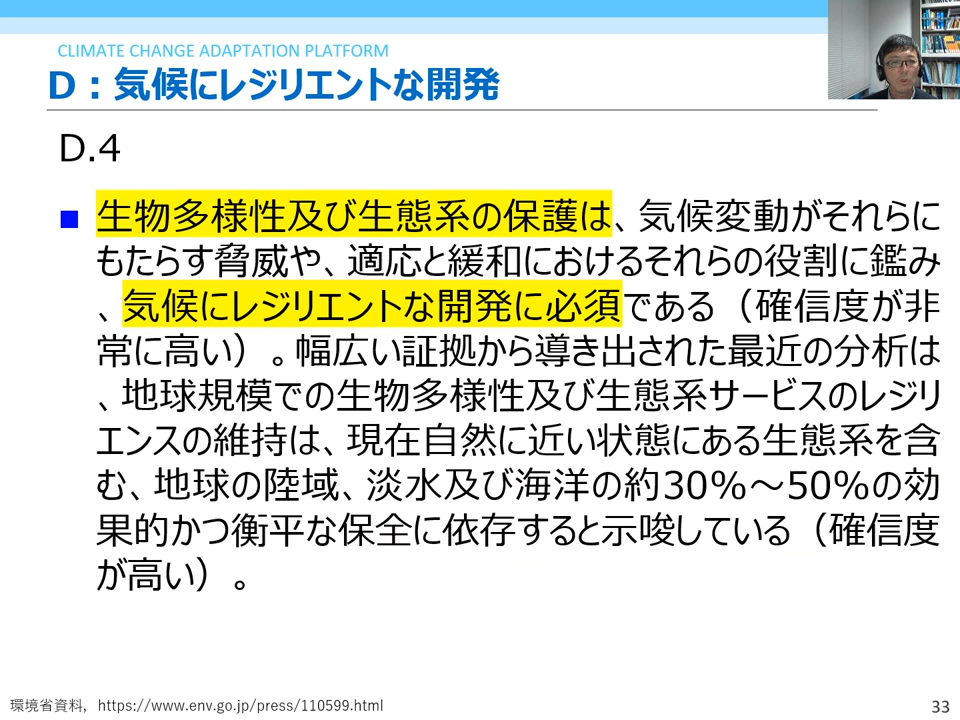 CLIMATE CHANGE ADAPTATION PLATFORM
D：気候にレジリエントな開発
D.4
■ 生物多様性及び生態系の保護は、気候変動がそれらに
もたらす脅威や、適応と緩和におけるそれらの役割に鑑み
、気候にレジリエントな開発に必須である（確信度が非
常に高い）。幅広い証拠から導き出された最近の分析は
、地球規模での生物多様性及び生態系サービスのレジリ
エンスの維持は、現在自然に近い状態にある生態系を含
む、地球の陸域、淡水及び海洋の約30%～50%の効
果的かつ衡平な保全に依存すると示唆している（確信度
が高い）。
環境省資料，https://www.env.go.jp/press/110599.html
33